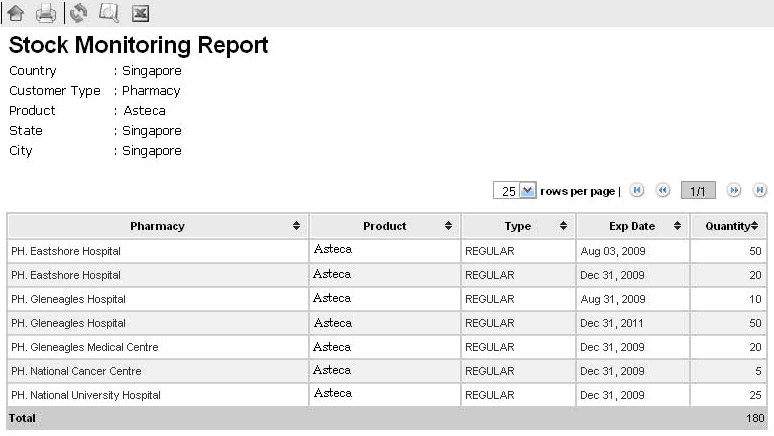 Stock Monitoring Report
Country : Singapore
Customer Type : Pharmacy
Product : Asteca
State : Singapore
City : Singapore
25 rows per page | 1/1
Pharmacy Product Type Exp Date Quantity
PH. Eastshore Hospital Asteca REGULAR Aug 03, 2009 50
PH. Eastshore Hospital Asteca REGULAR Dec 31, 2009 20
PH. Gleneagles Hospital Asteca REGULAR Aug 31, 2009 10
PH. Gleneagles Hospital Asteca REGULAR Dec 31, 2011 50
PH. Gleneagles Medical Centre Asteca REGULAR Dec 31, 2009 20
PH. National Cancer Centre Asteca REGULAR Dec 31, 2009 5
PH. National University Hospital Asteca REGULAR Dec 31, 2009 25
Total 180